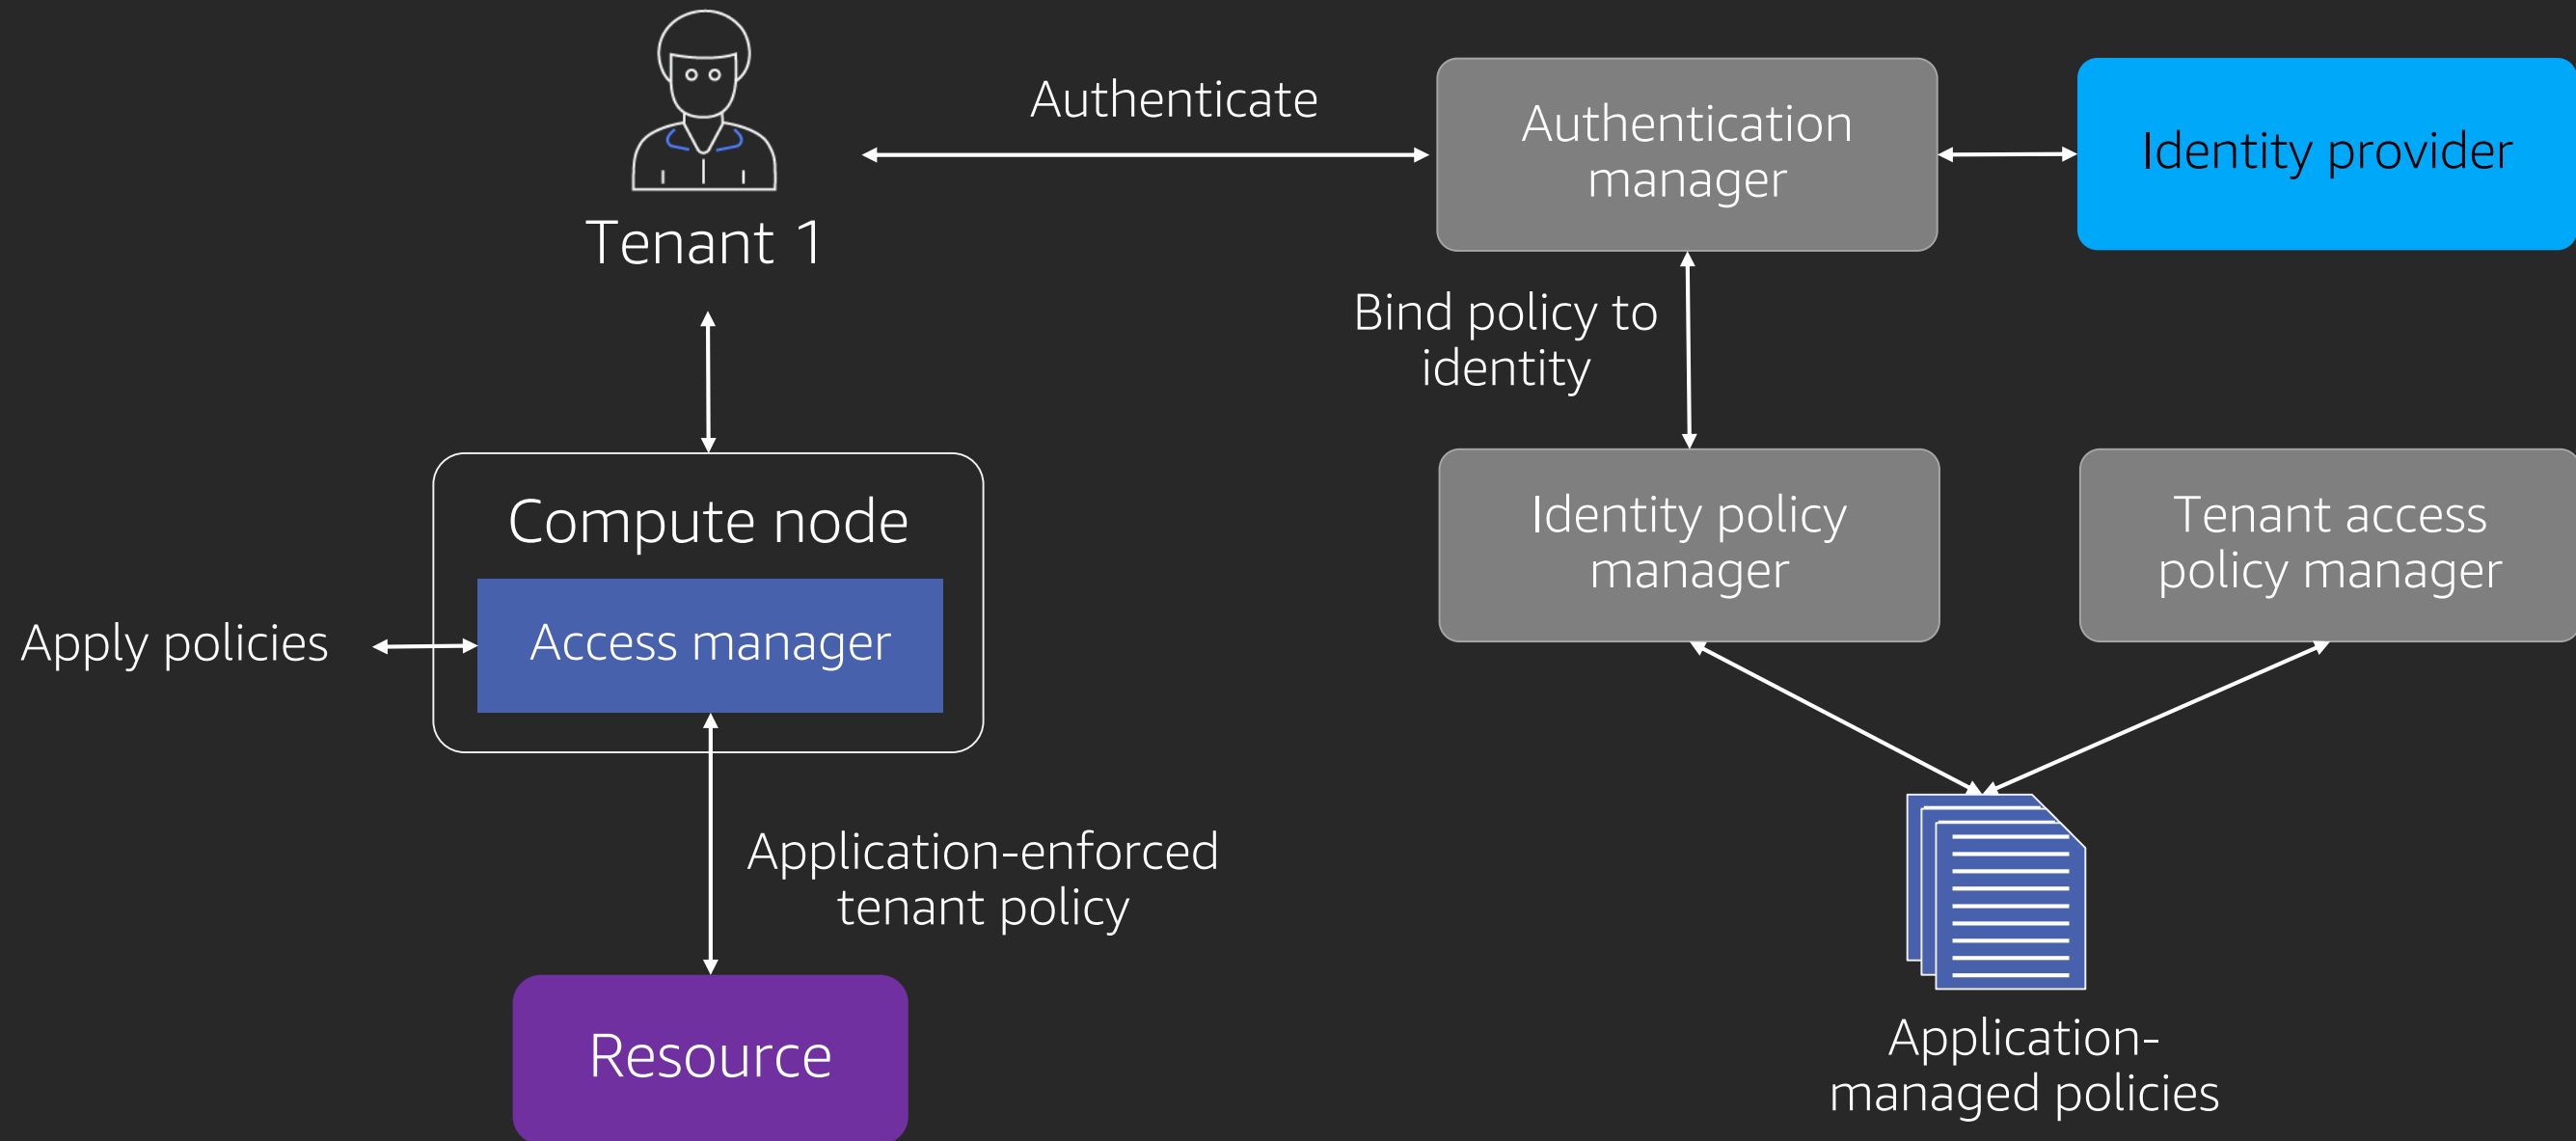 Authenticate
Authentication
manager
Identity provider
Tenant 1
Bind policy to
identity
Compute node
Access manager
Apply policies
Identity policy
manager
Tenant access
policy manager
Application-enforced
tenant policy
Resource
Application-
managed policies